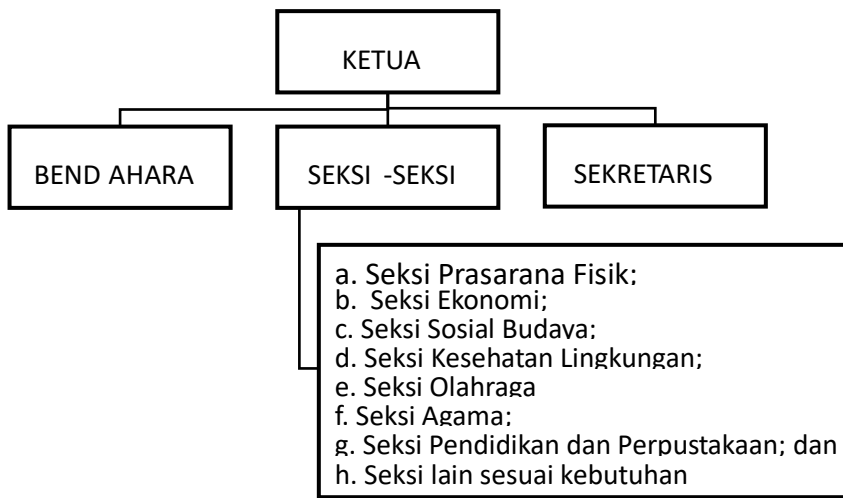 KETUA
BEND AHARA
SEKSI -SEKSI
SEKRETARIS
a. Seksi Prasarana Fisik;
b. Seksi Ekonomi;
c. Seksi Sosial Budaya;
d. Seksi Kesehatan Lingkungan;
e. Seksi Olahraga
f. Seksi Agama;
g. Seksi Pendidikan dan Perpustakaan; dan
h. Seksi lain sesuai kebutuhan